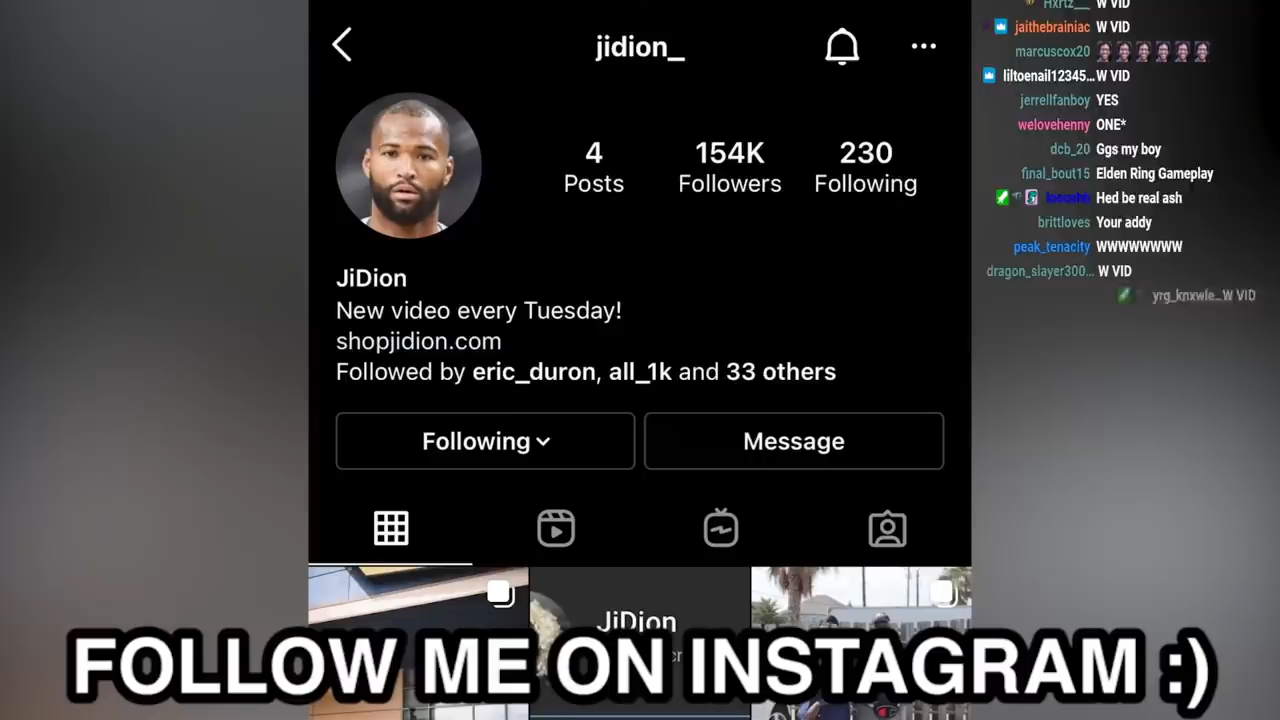 jidion_
4 154K 230
Posts Followers Following
JiDion
New video every Tuesday!
shopjidion.com
Followed by eric_duron, all_1k and 33 others
Following
Message
JiDion
FOLLOW ME ON INSTAGRAM :)
Hxrtz___ W VID
jaithebrainiac W VID
marcuscox20
liltoenail12345... W VID
jerrellfanboy YES
welovehenny ONE*
dcb_20 Ggs my boy
final_bout15 Elden Ring Gameplay
Hed be real ash
brittloves Your addy
peak_tenacity WWWWWWWW
dragon_slayer300... W VID
yrg_knxwle... W VID